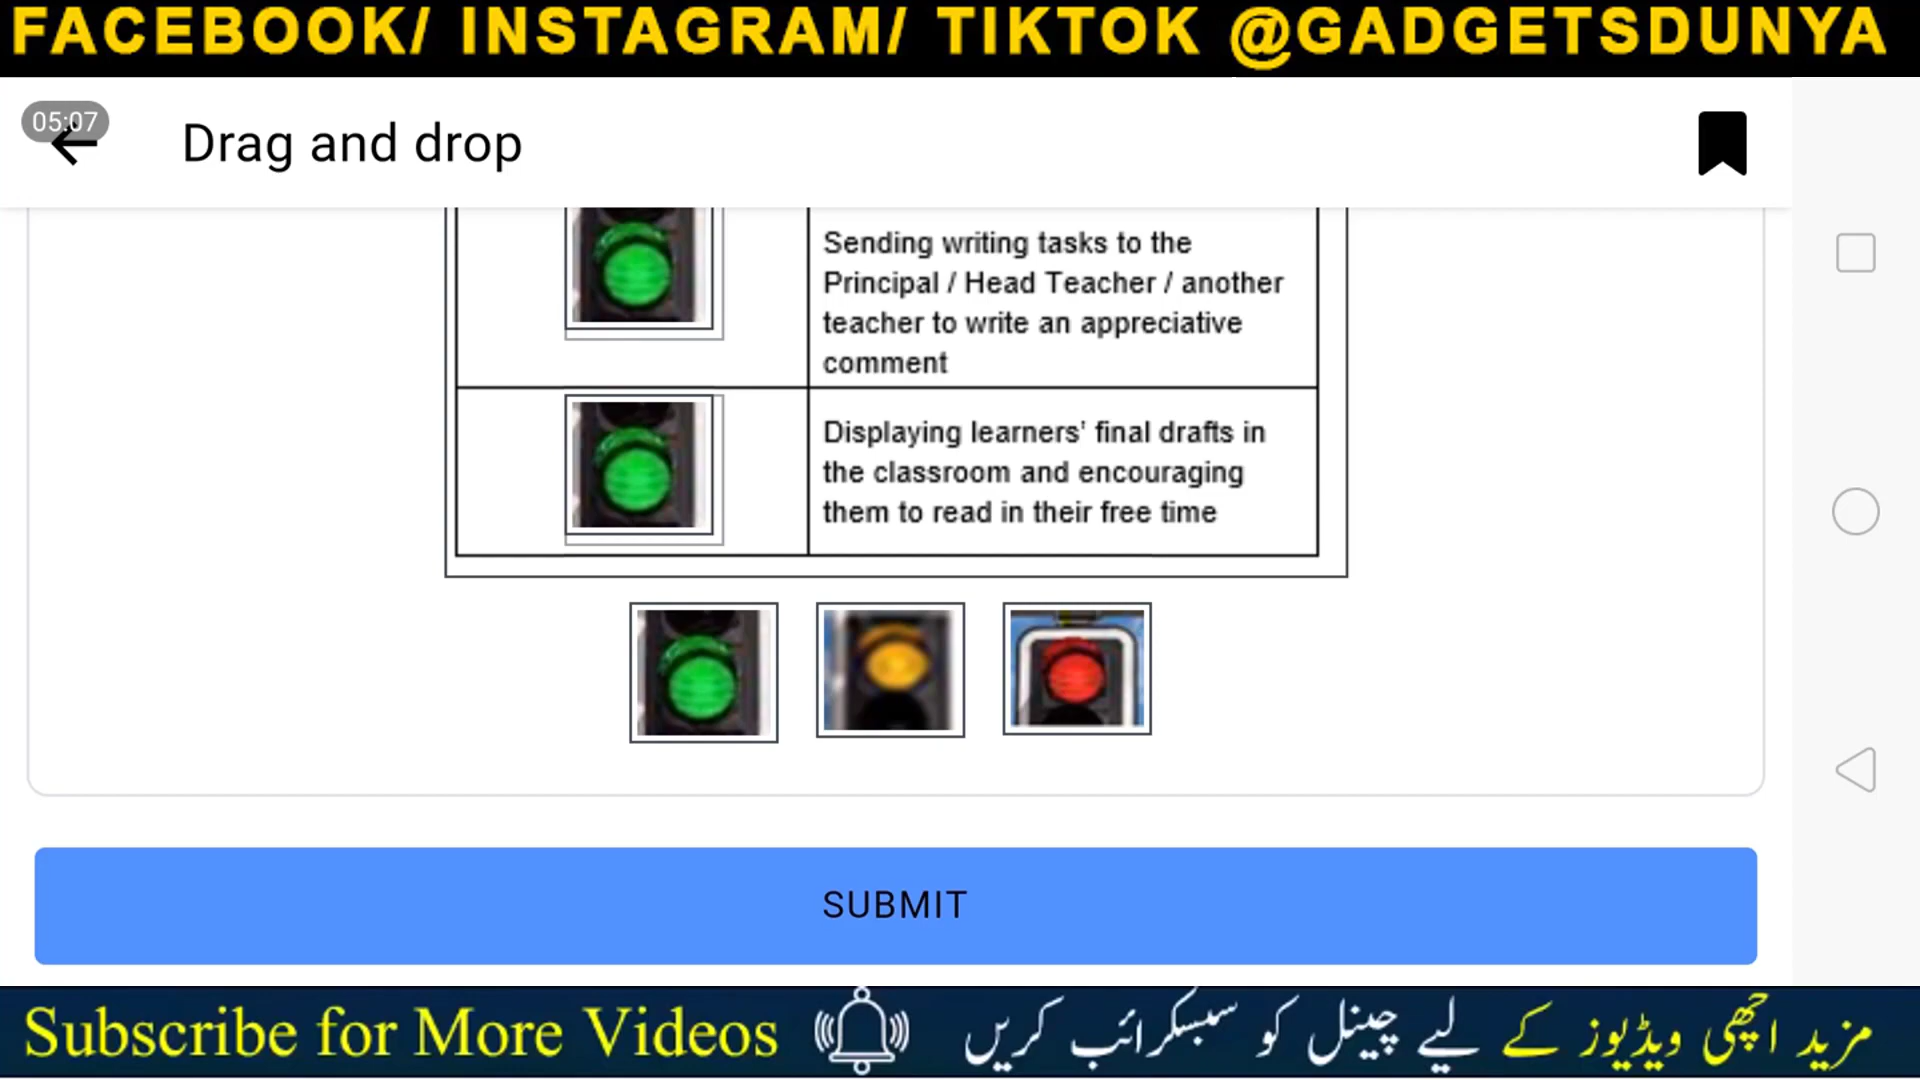 FACEBOOK/ INSTAGRAM/ TIKTOK @GADGETSDUNYA
05:07
Drag and drop
Sending writing tasks to the
Principal / Head Teacher / another
teacher to write an appreciative
comment
Displaying learners' final drafts in
the classroom and encouraging
them to read in their free time
SUBMIT
Subscribe for More Videos
مزید اچھی ویڈیوز کے لیے چینل کو سبسکرائب کریں